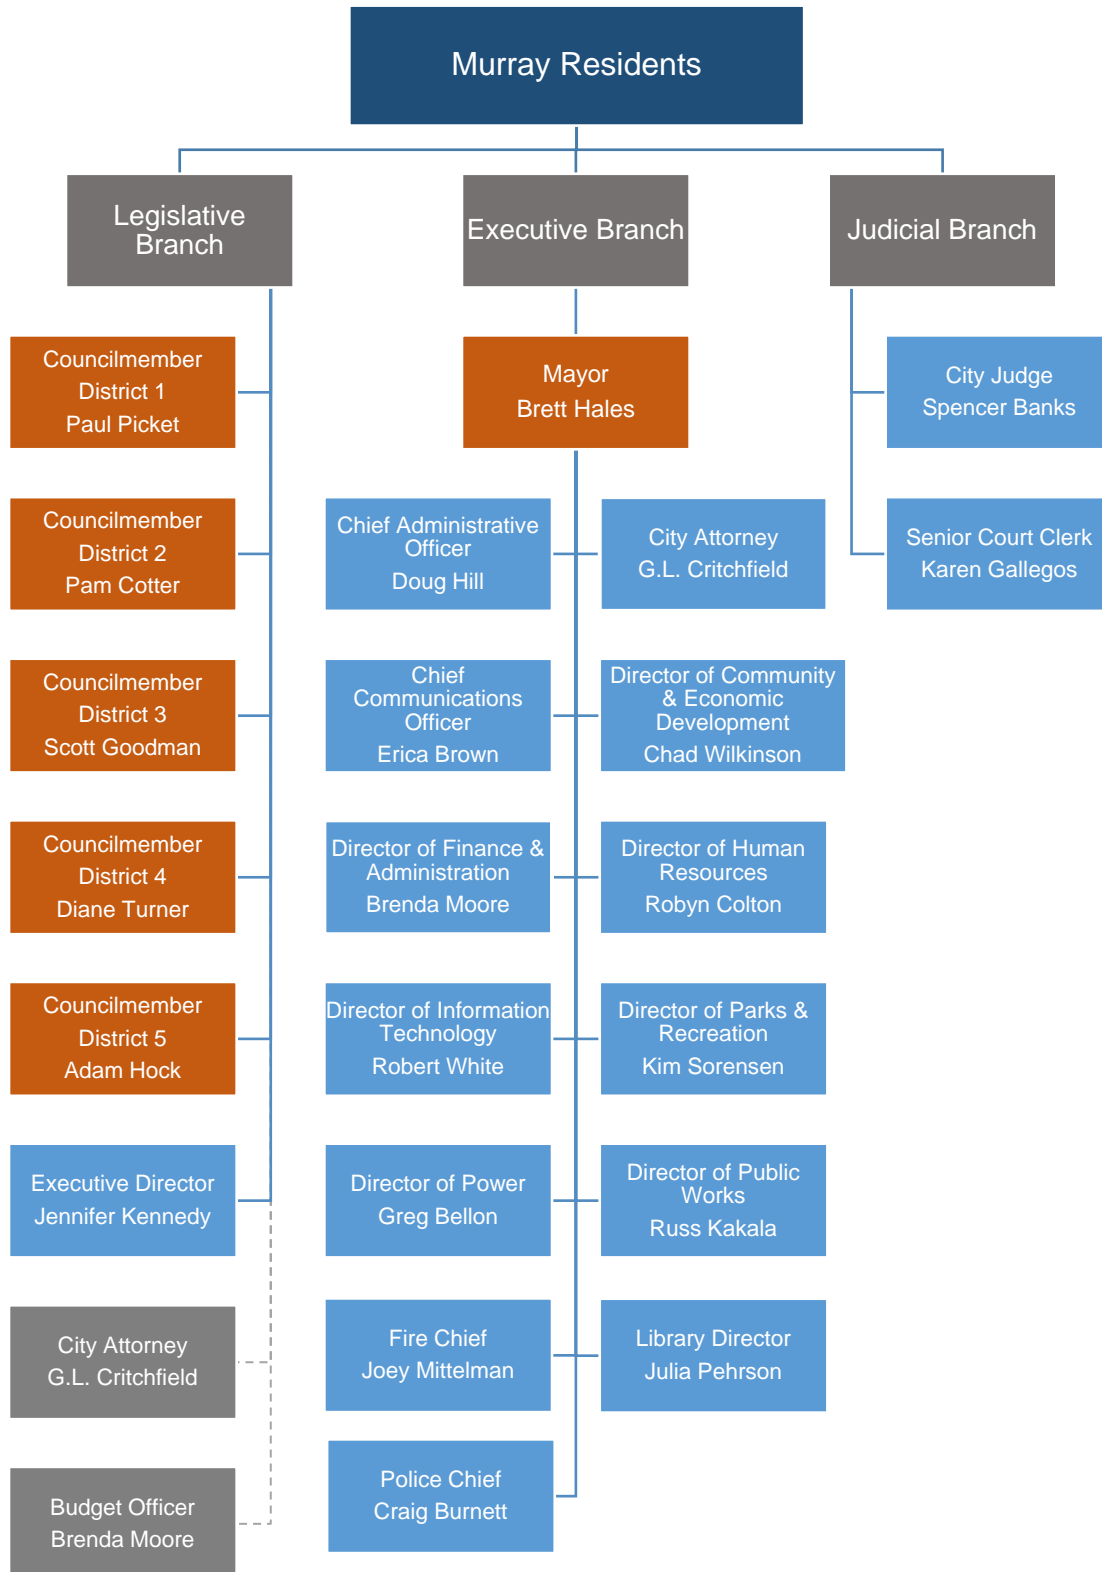 Murray Residents
Legislative
Branch
Executive Branch
Judicial Branch
Councilmember
District 1
Paul Picket
Councilmember
District 2
Pam Cotter
Councilmember
District 3
Scott Goodman
Councilmember
District 4
Diane Turner
Councilmember
District 5
Adam Hock
Executive Director
Jennifer Kennedy
City Attorney
G.L. Critchfield
Budget Officer
Brenda Moore
Mayor
Brett Hales
Chief Administrative
Officer
Doug Hill
City Attorney
G.L. Critchfield
Chief
Communications
Officer
Erica Brown
Director of Community
& Economic
Development
Chad Wilkinson
Director of Finance &
Administration
Brenda Moore
Director of Human
Resources
Robyn Colton
Director of Information
Technology
Robert White
Director of Parks &
Recreation
Kim Sorensen
Director of Power
Greg Bellon
Director of Public
Works
Russ Kakala
Fire Chief
Joey Mittelman
Library Director
Julia Pehrson
Police Chief
Craig Burnett
City Judge
Spencer Banks
Senior Court Clerk
Karen Gallegos